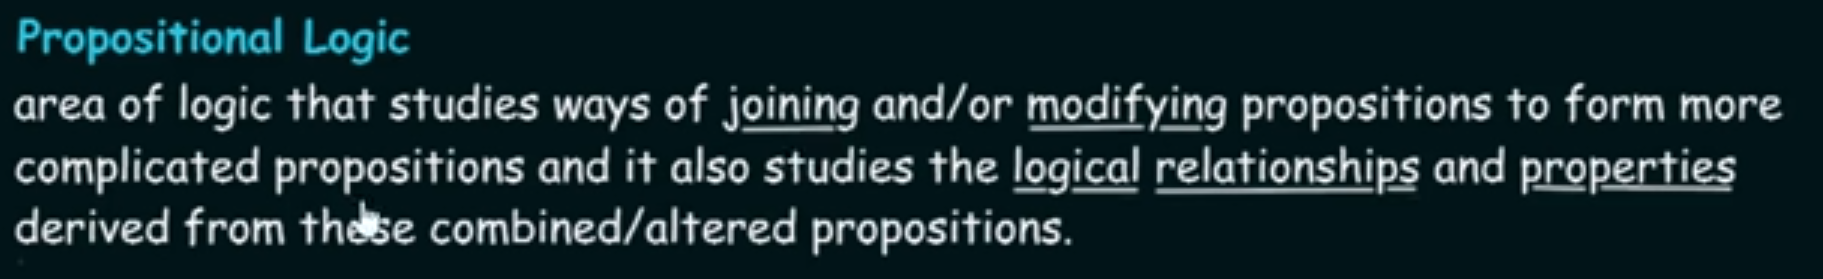 Propositional Logic
area of logic that studies ways of joining and/or modifying propositions to form more
complicated propositions and it also studies the logical relationships and properties
derived from these combined/altered propositions.